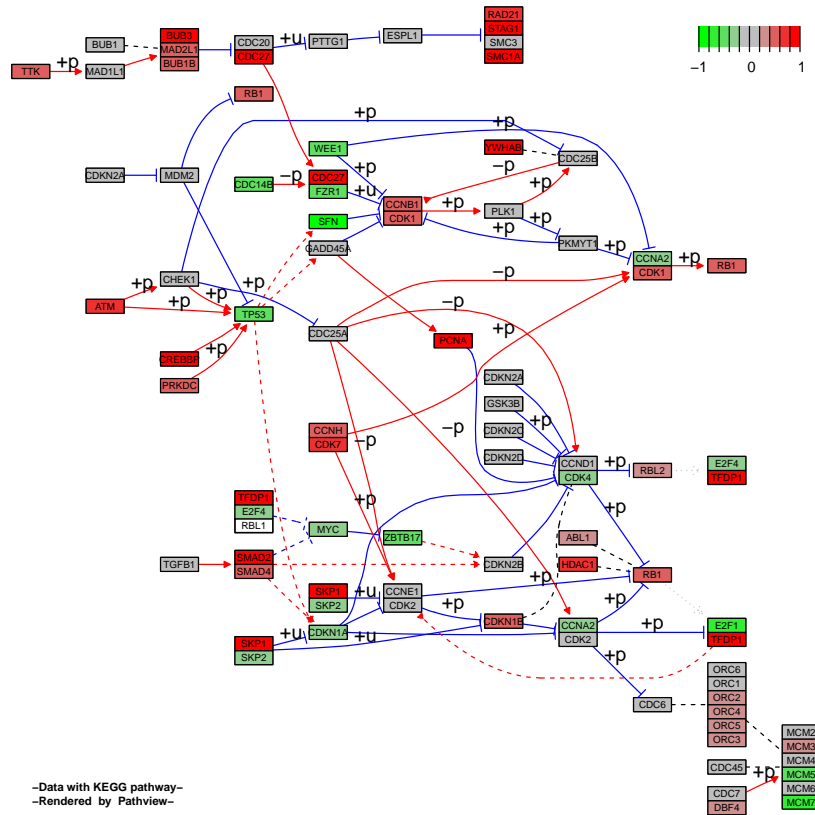 RAD21
STAG1
SMC3
SMC1A
BUB3
MAD2L1
BUB1B
BUB1
CDC20
CDC27
+u
PTTG1
ESPL1
−1
0
1
TTK
+p
MAD1L1
RB1
+p
+p
WEE1
YWHAB
CDC25B
CDKN2A
MDM2
+p
−p
CDC14B
−p
CDC27
FZR1
+u
+p
CCNB1
CDK1
+p
PLK1
SFN
+p
GADD45A
+p
PKMYT1
+p
CCNA2
CDK1
+p
RB1
CHEK1
+p
−p
ATM
+p
+p
TP53
−p
CDC25A
+p
PCNA
CREBBP
+p
PRKDC
CDKN2A
GSK3B
+p
CDKN2C
CDKN2D
CCNH
CDK7
−p
−p
CCND1
CDK4
+p
RBL2
E2F4
TFDP1
TFDP1
E2F4
RBL1
+p
+p
MYC
ZBTB17
ABL1
TGFB1
SMAD2
SMAD4
CDKN2B
HDAC1
RB1
SKP1
SKP2
+u
CCNE1
CDK2
+p
+p
+p
CDKN1B
CDKN1A
CCNA2
CDK2
+p
E2F1
TFDP1
SKP1
SKP2
+u
+u
+p
CDC6
ORC6
ORC1
ORC2
ORC4
ORC5
ORC3
MCM2
MCM3
MCM4
MCM5
MCM6
MCM7
CDC45
+p
CDC7
DBF4
−Data with KEGG pathway−
−Rendered by Pathview−